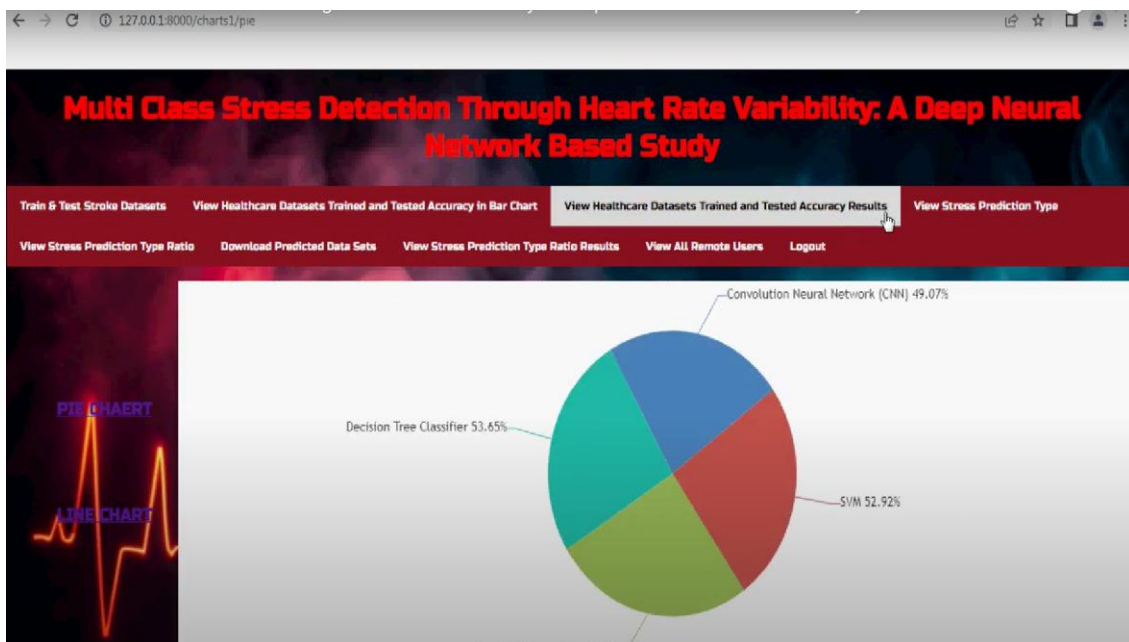 127.0.0.1:8000/charts1/pie
Multi Class Stress Detection Through Heart Rate Variability: A Deep Neural
Network Based Study
Train & Test Stroke Datasets View Healthcare Datasets Trained and Tested Accuracy in Bar Chart View Healthcare Datasets Trained and Tested Accuracy Results View Stress Prediction Type
View Stress Prediction Type Ratio Download Predicted Data Sets View Stress Prediction Type Ratio Results View All Remote Users Logout
Convolution Neural Network (CNN) 49.07%
PIE CHAERT
Decision Tree Classifier 53.65%
SVM 52.92%
LINE CHART